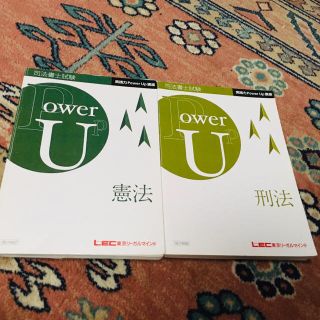 司法書士試験
実践力Power Up講座
Power
Up
憲法
LEC東京リーガルマインド
司法書士試験
実践力Power Up講座
Power
Up
刑法
LEC東京リーガルマインド